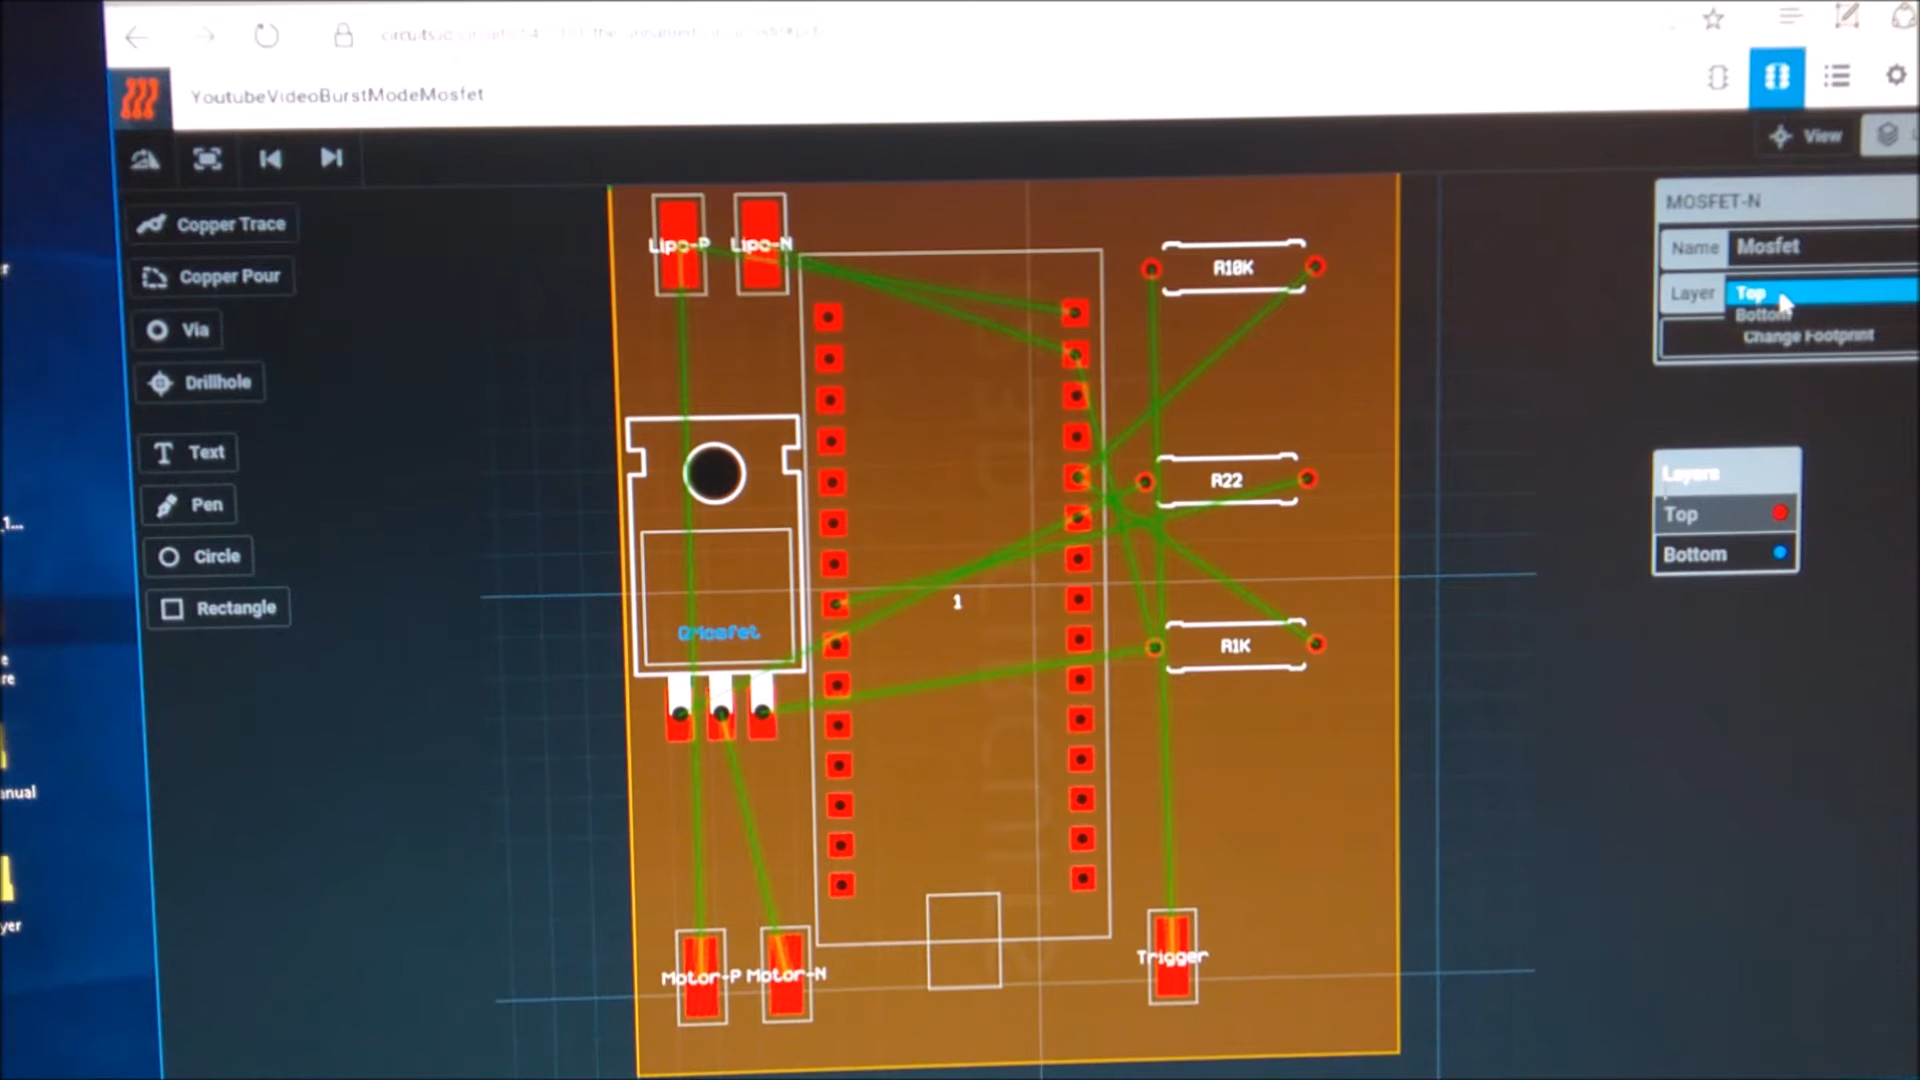 YoutubeVideoBurstModeMosfet
View
Copper Trace
Copper Pour
Via
Drillhole
Text
Pen
Circle
Rectangle
Lipo-P Lipo-N
R10K
R22
R1K
1
Motor-P Motor-N
Trigger
MOSFET-N
Name Mosfet
Layer Top
Bottom
Change Footprint
Layers
Top
Bottom